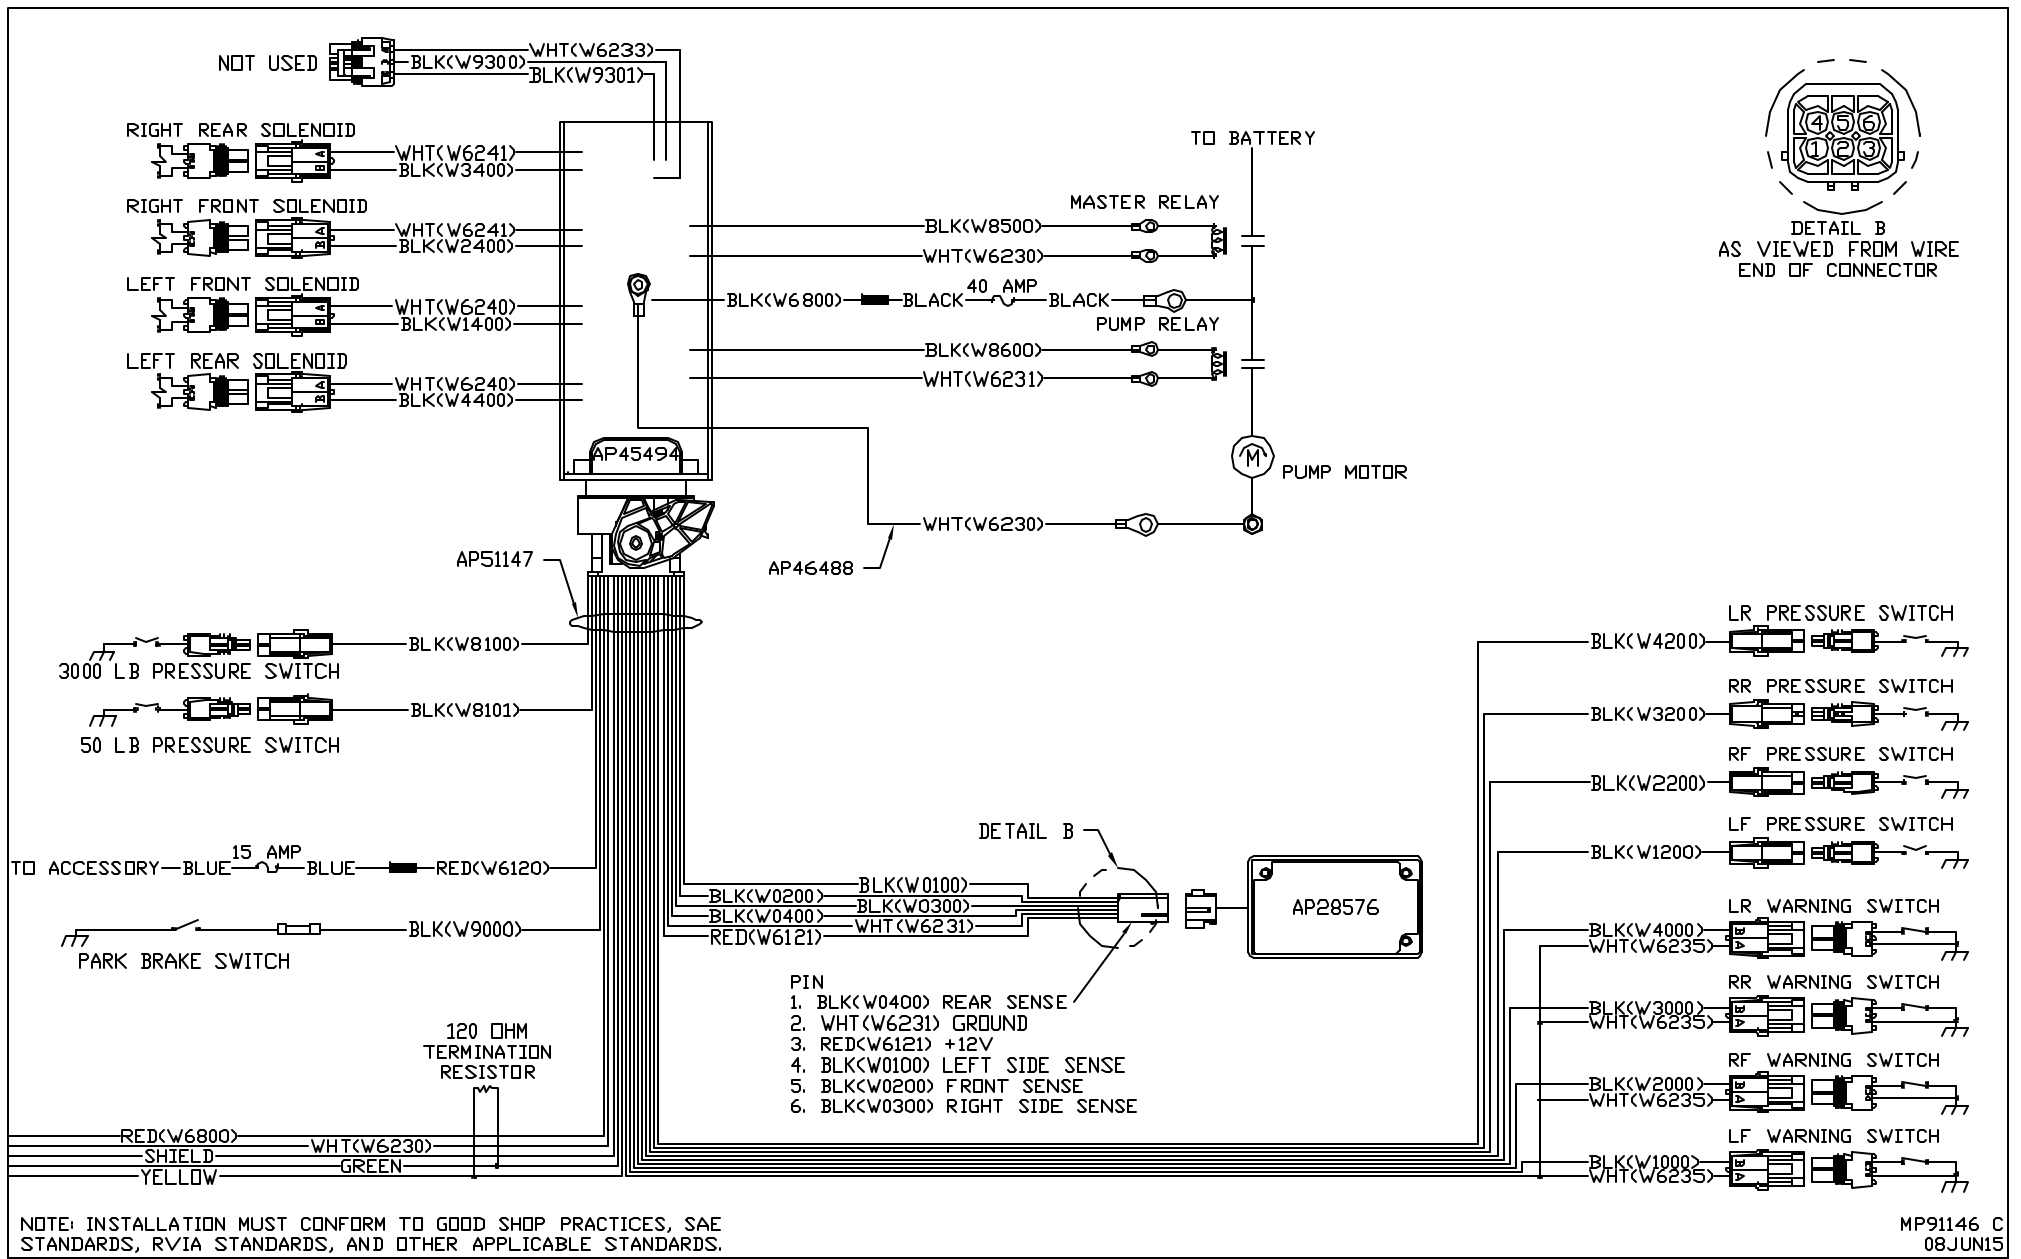 NOT USED
WHT(W6233)
BLK(W9300)
BLK(W9301)
RIGHT REAR SOLENOID
A
B
WHT(W6241)
BLK(W3400)
RIGHT FRONT SOLENOID
A
B
WHT(W6241)
BLK(W2400)
LEFT FRONT SOLENOID
A
B
WHT(W6240)
BLK(W1400)
LEFT REAR SOLENOID
A
B
WHT(W6240)
BLK(W4400)
AP45494
TO BATTERY
MASTER RELAY
BLK(W8500)
WHT(W6230)
BLK(W6800) BLACK 40 AMP BLACK
PUMP RELAY
BLK(W8600)
WHT(W6231)
M
PUMP MOTOR
WHT(W6230)
AP46488
4 5 6
1 2 3
DETAIL B
AS VIEWED FROM WIRE
END OF CONNECTOR
AP51147
BLK(W8100)
3000 LB PRESSURE SWITCH
BLK(W8101)
50 LB PRESSURE SWITCH
TO ACCESSORY BLUE 15 AMP BLUE RED(W6120)
BLK(W9000)
PARK BRAKE SWITCH
DETAIL B
BLK(W0100)
BLK(W0200)
BLK(W0300)
BLK(W0400)
WHT(W6231)
RED(W6121)
AP28576
PIN
1. BLK(W0400) REAR SENSE
2. WHT(W6231) GROUND
3. RED(W6121) +12V
4. BLK(W0100) LEFT SIDE SENSE
5. BLK(W0200) FRONT SENSE
6. BLK(W0300) RIGHT SIDE SENSE
120 OHM
TERMINATION
RESISTOR
RED(W6800)
WHT(W6230)
SHIELD
GREEN
YELLOW
LR PRESSURE SWITCH
BLK(W4200)
RR PRESSURE SWITCH
BLK(W3200)
RF PRESSURE SWITCH
BLK(W2200)
LF PRESSURE SWITCH
BLK(W1200)
LR WARNING SWITCH
BLK(W4000)
WHT(W6235)
B
A
RR WARNING SWITCH
BLK(W3000)
WHT(W6235)
B
A
RF WARNING SWITCH
BLK(W2000)
WHT(W6235)
B
A
LF WARNING SWITCH
BLK(W1000)
WHT(W6235)
B
A
NOTE: INSTALLATION MUST CONFORM TO GOOD SHOP PRACTICES, SAE
STANDARDS, RVIA STANDARDS, AND OTHER APPLICABLE STANDARDS.
MP91146 C
08JUN15